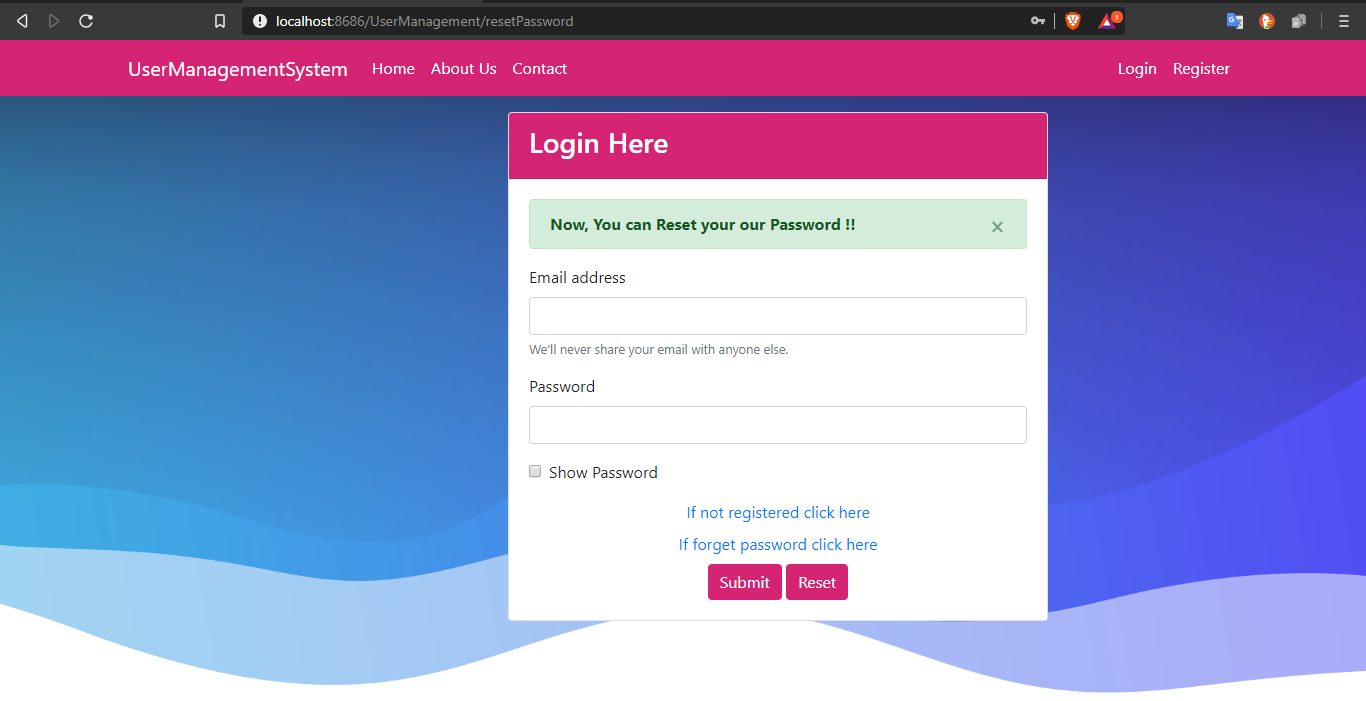 localhost:8686/UserManagement/resetPassword
1
UserManagementSystem Home About Us Contact Login Register
Login Here
Now, You can Reset your our Password !! ×
Email address
We'll never share your email with anyone else.
Password
Show Password
If not registered click here
If forget password click here
Submit Reset